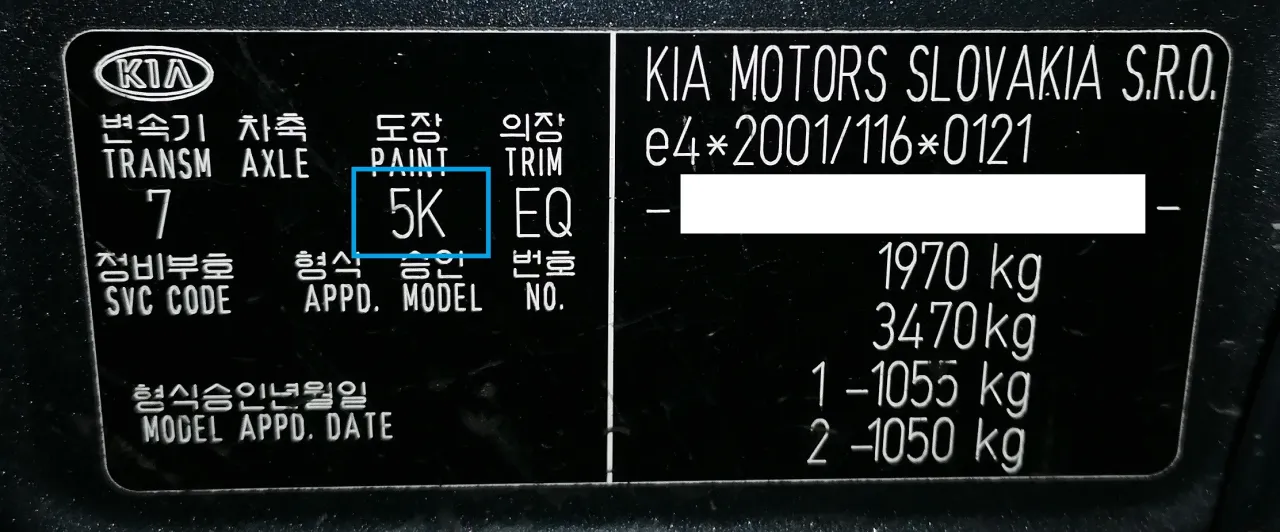 KIA
변속기 차축 도장 의장
TRANSM AXLE PAINT TRIM
7 5K EQ
정비부호 형식 승인 번호
SVC CODE APPD. MODEL NO.
형식승인년월일
MODEL APPD. DATE
KIA MOTORS SLOVAKIA S.R.O.
e4*2001/116*0121
- -
1970 kg
3470kg
1 -1055 kg
2 -1050 kg